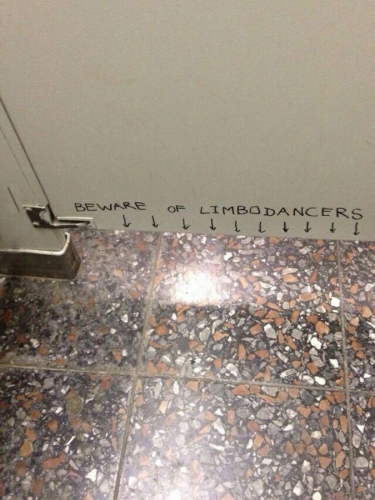 BEWARE OF LIMBODANCERS
↓ ↓ ↓ ↓ ↓ ↓ ↓ ↓ ↓ ↓